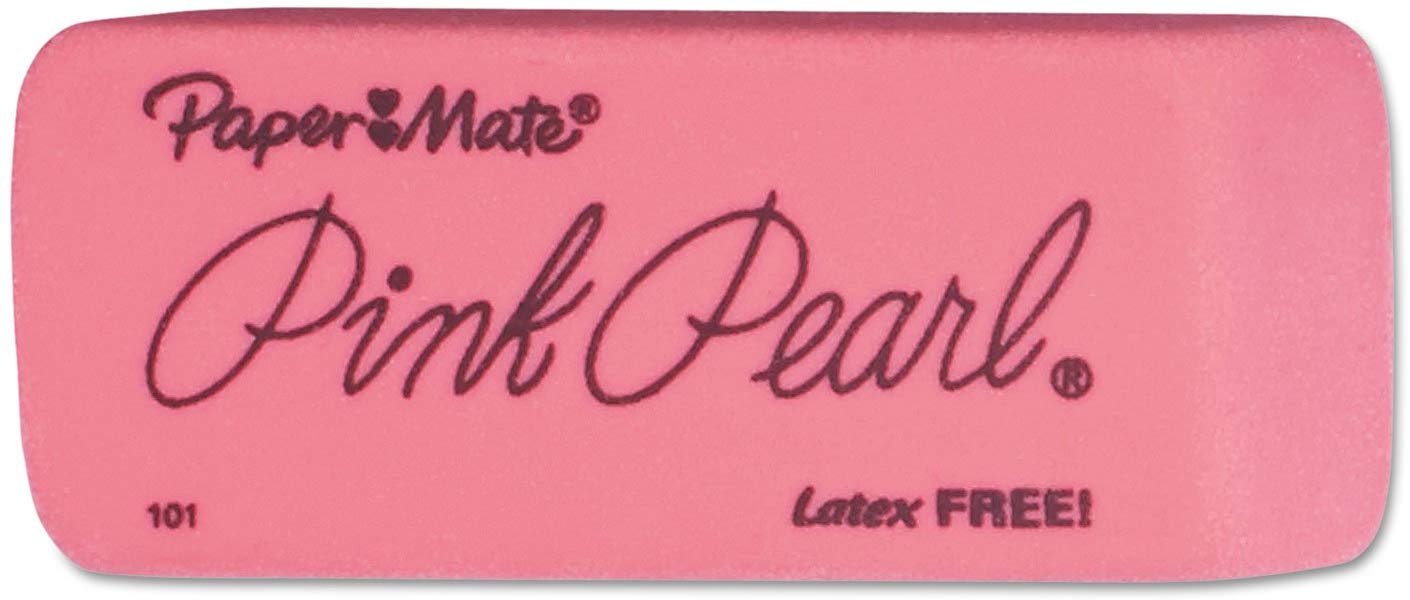 Paper♥Mate®
Pink Pearl®
101
Latex FREE!